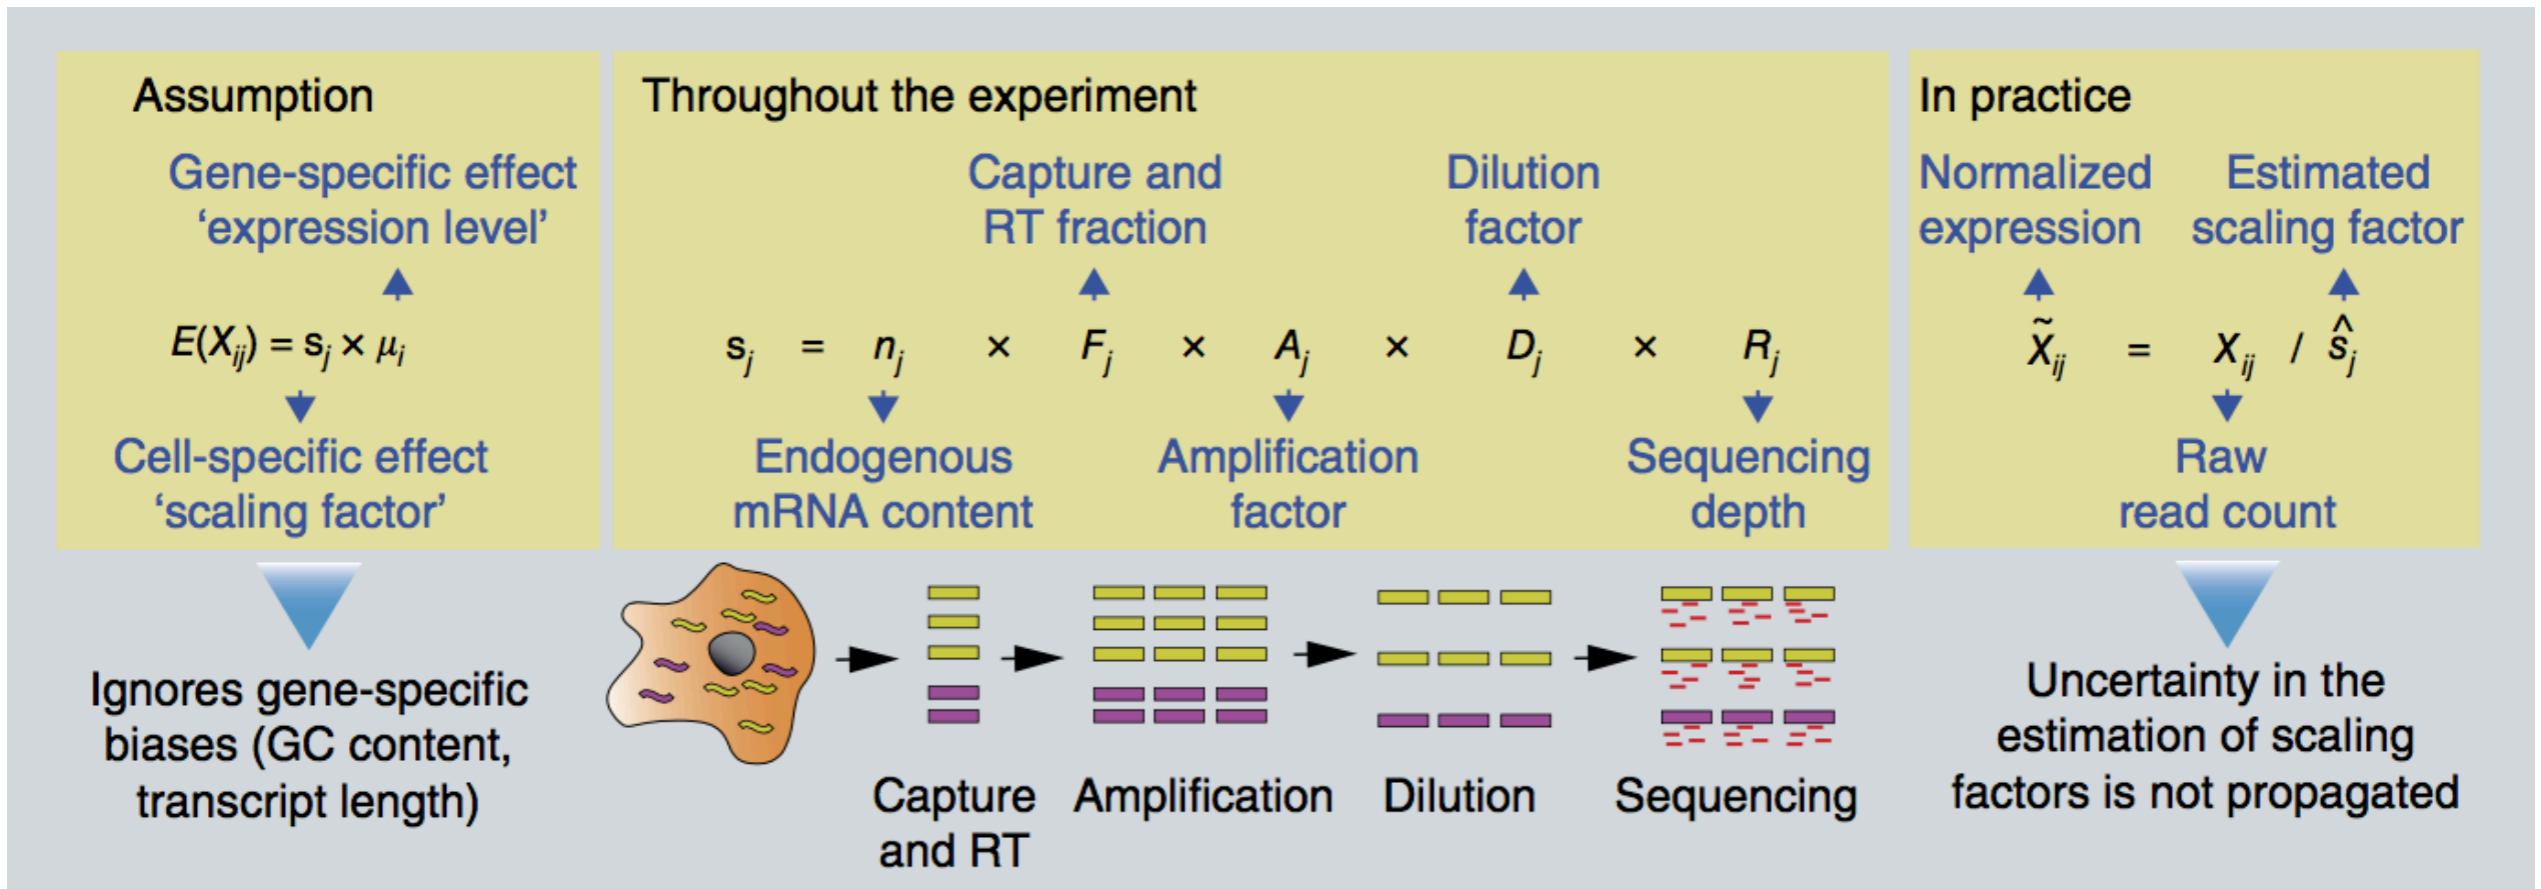 Assumption
Gene-specific effect
‘expression level’
E(Xij) = sj × μi
Cell-specific effect
‘scaling factor’
Ignores gene-specific
biases (GC content,
transcript length)
Throughout the experiment
Capture and
RT fraction
Dilution
factor
sj = nj × Fj × Aj × Dj × Rj
Endogenous
mRNA content
Amplification
factor
Sequencing
depth
Capture
and RT
Amplification
Dilution
Sequencing
In practice
Normalized
expression
Estimated
scaling factor
X̃ij = Xij / ŝj
Raw
read count
Uncertainty in the
estimation of scaling
factors is not propagated